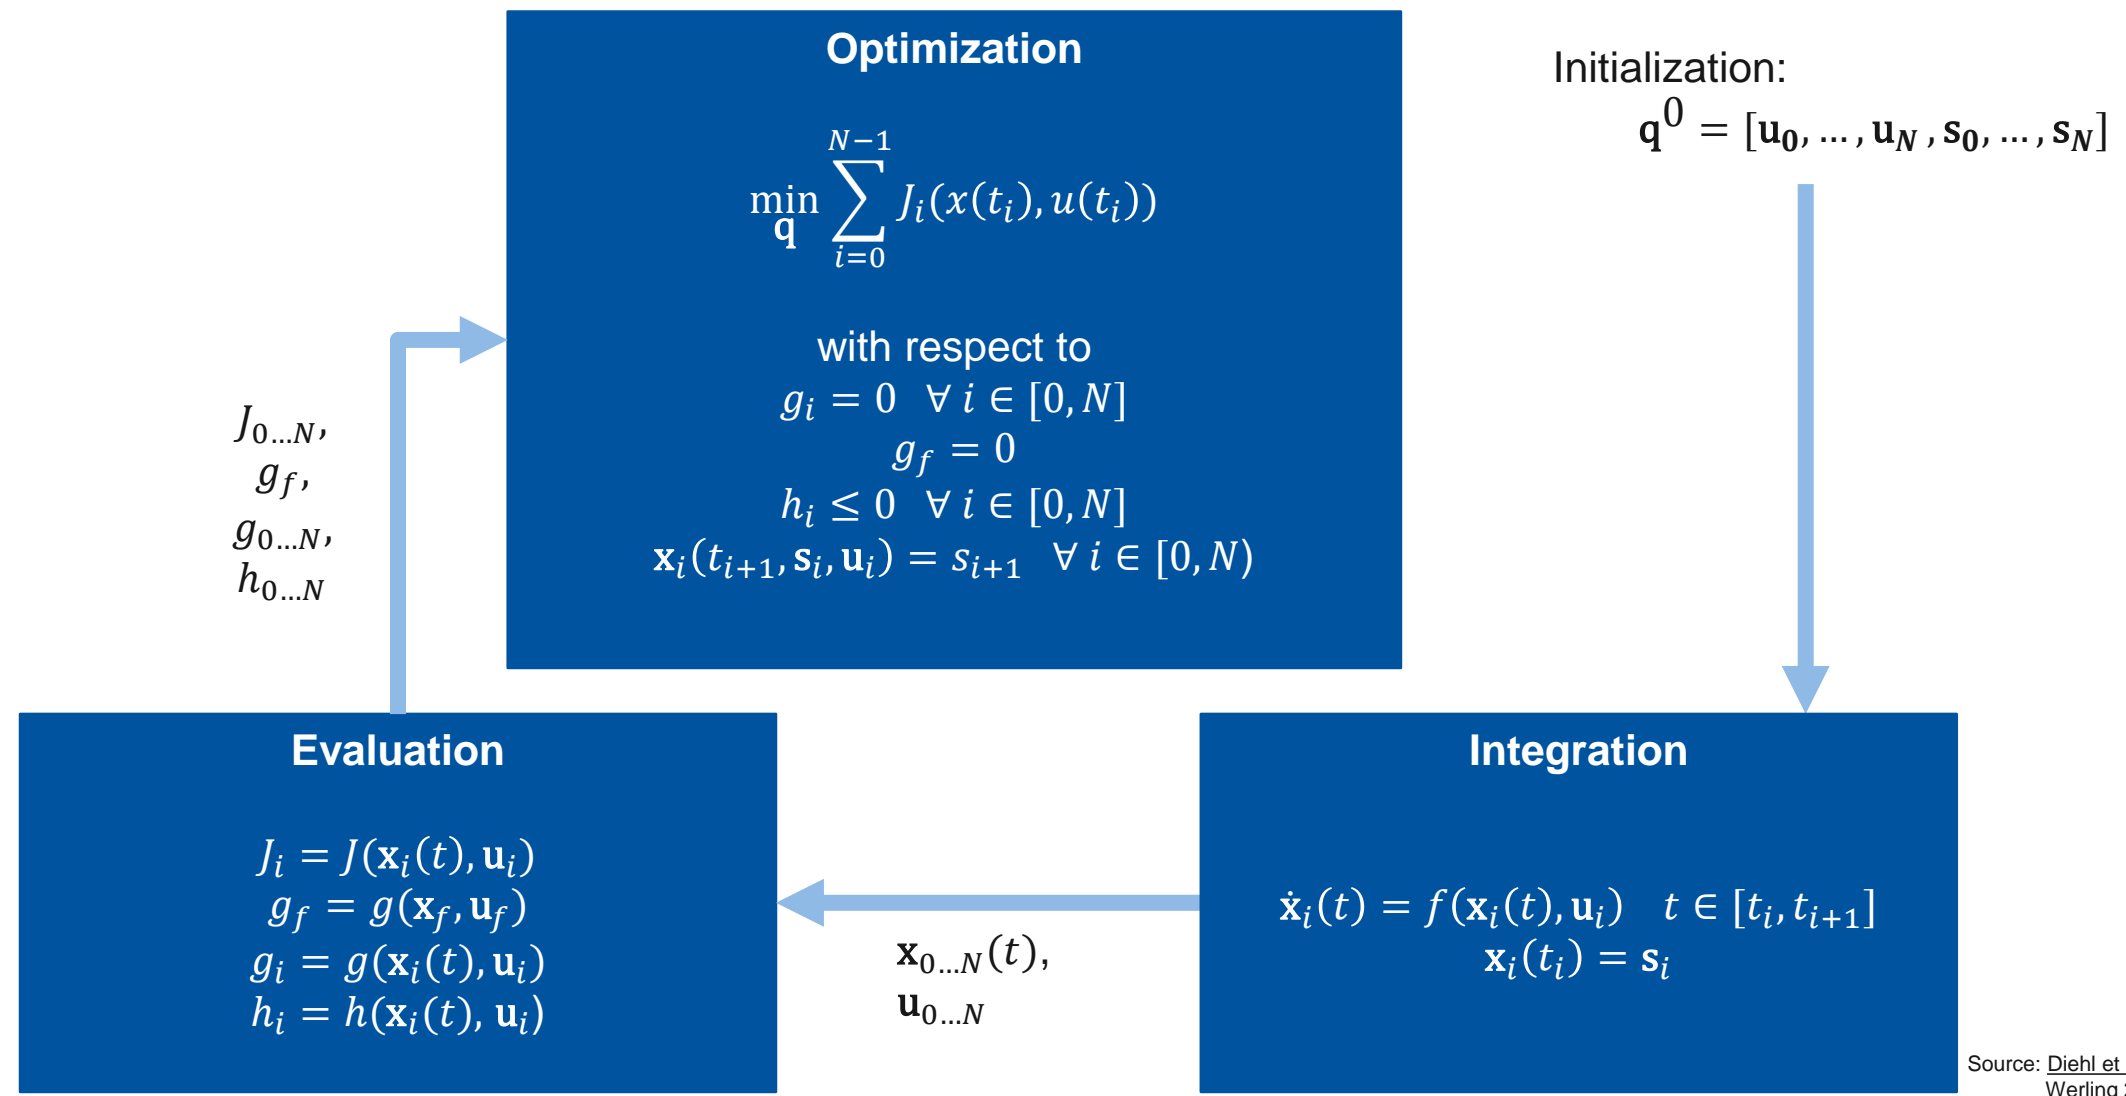 Optimization
min_𝐪 ∑_{i=0}^{N−1} J_i(x(t_i), u(t_i))
with respect to
g_i = 0 ∀ i ∈ [0, N]
g_f = 0
h_i ≤ 0 ∀ i ∈ [0, N]
𝐱_i(t_{i+1}, 𝐬_i, 𝐮_i) = s_{i+1} ∀ i ∈ [0, N)
Initialization:
𝐪^0 = [𝐮_𝟎, … , 𝐮_𝑵 , 𝐬_𝟎, … , 𝐬_𝑵]
J_{0…N},
g_f,
g_{0…N},
h_{0…N}
Evaluation
J_i = J(𝐱_i(t), 𝐮_i)
g_f = g(𝐱_f, 𝐮_f)
g_i = g(𝐱_i(t), 𝐮_i)
h_i = h(𝐱_i(t), 𝐮_i)
𝐱_{0…N}(t),
𝐮_{0…N}
Integration
𝐱̇_i(t) = f(𝐱_i(t), 𝐮_i) t ∈ [t_i, t_{i+1}]
𝐱_i(t_i) = 𝐬_i
Source: Diehl et
Werling